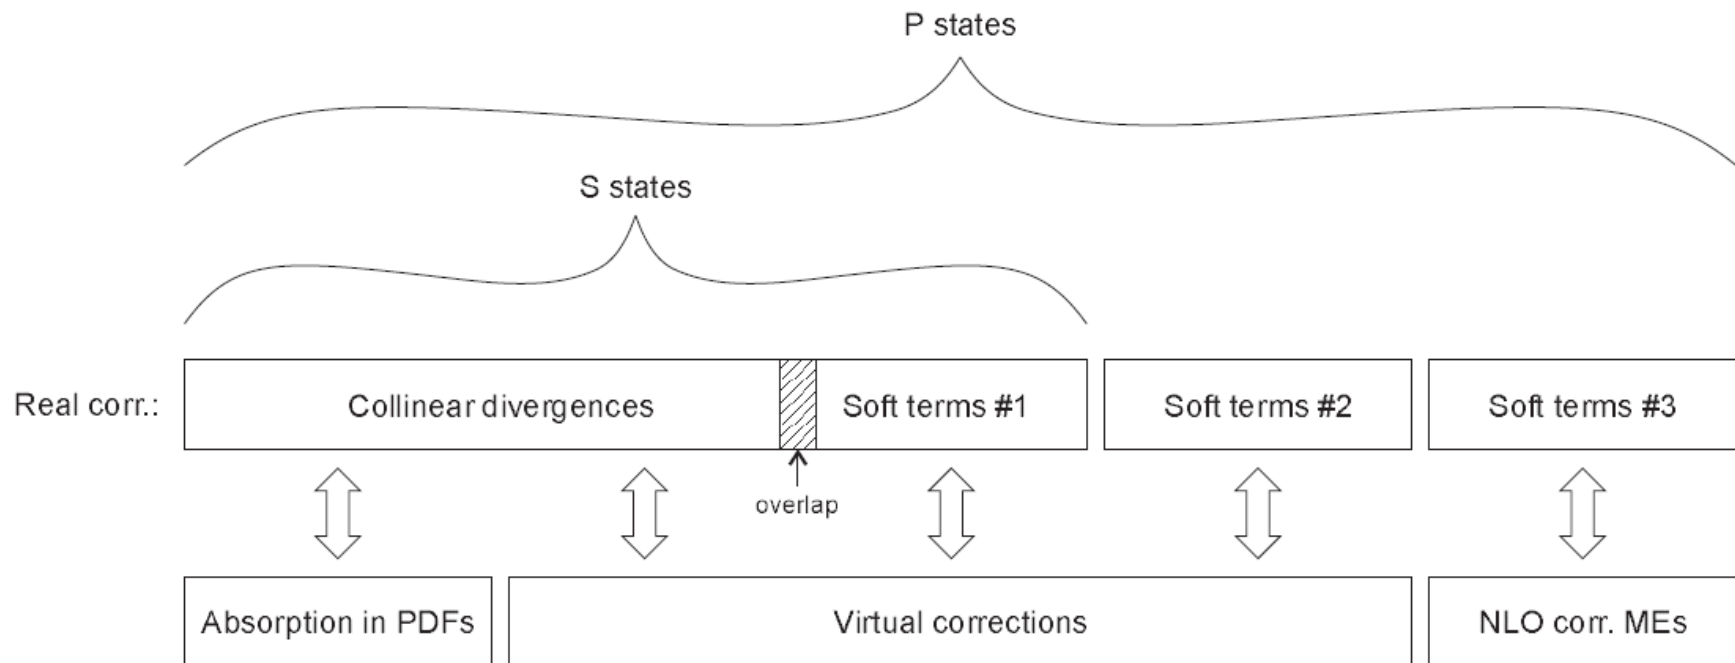 P states
S states
Real corr.: Collinear divergences Soft terms #1 Soft terms #2 Soft terms #3
overlap
Absorption in PDFs Virtual corrections NLO corr. MEs